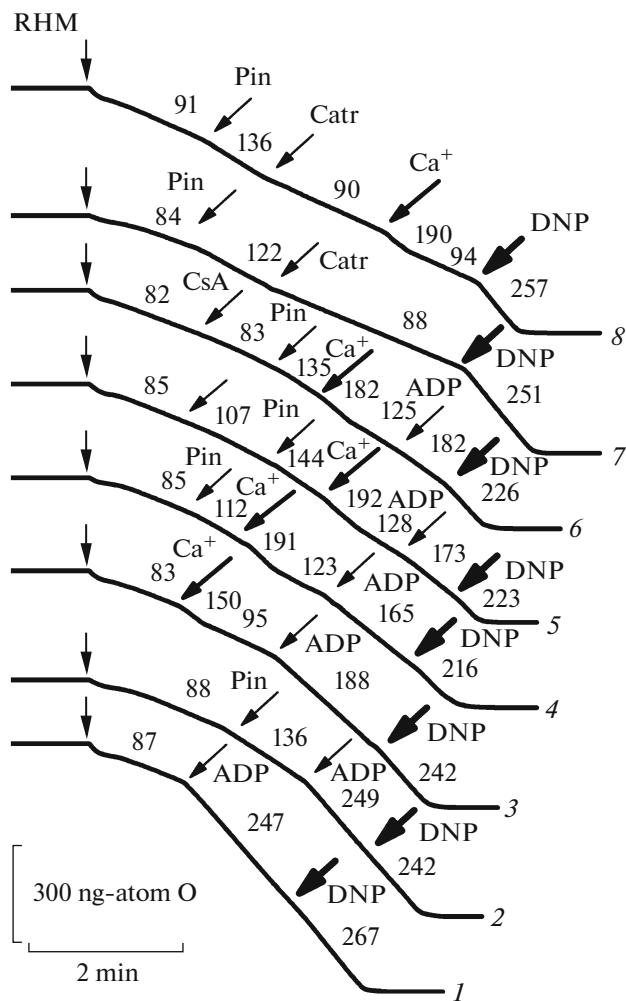 RHM
91
Pin
136
Catr
90
Ca+
190
94
DNP
257
8
84
Pin
122
Catr
88
DNP
251
7
82
CsA
83
Pin
135
Ca+
182
125
ADP
182
DNP
226
6
85
107
Pin
144
Ca+
192
128
ADP
173
DNP
223
5
85
Pin
112
Ca+
191
123
ADP
165
DNP
216
4
83
Ca+
150
95
ADP
188
DNP
242
3
88
Pin
136
ADP
249
DNP
242
2
87
ADP
247
DNP
267
1
300 ng-atom O
2 min